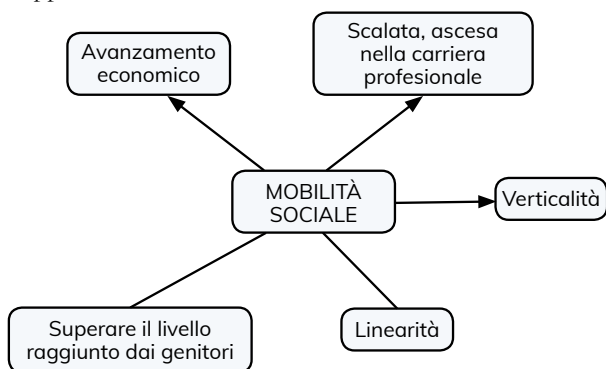 Avanzamento
economico
Scalata, ascesa
nella carriera
profesionale
MOBILITÀ
SOCIALE
Verticalità
Superare il livello
raggiunto dai genitori
Linearità